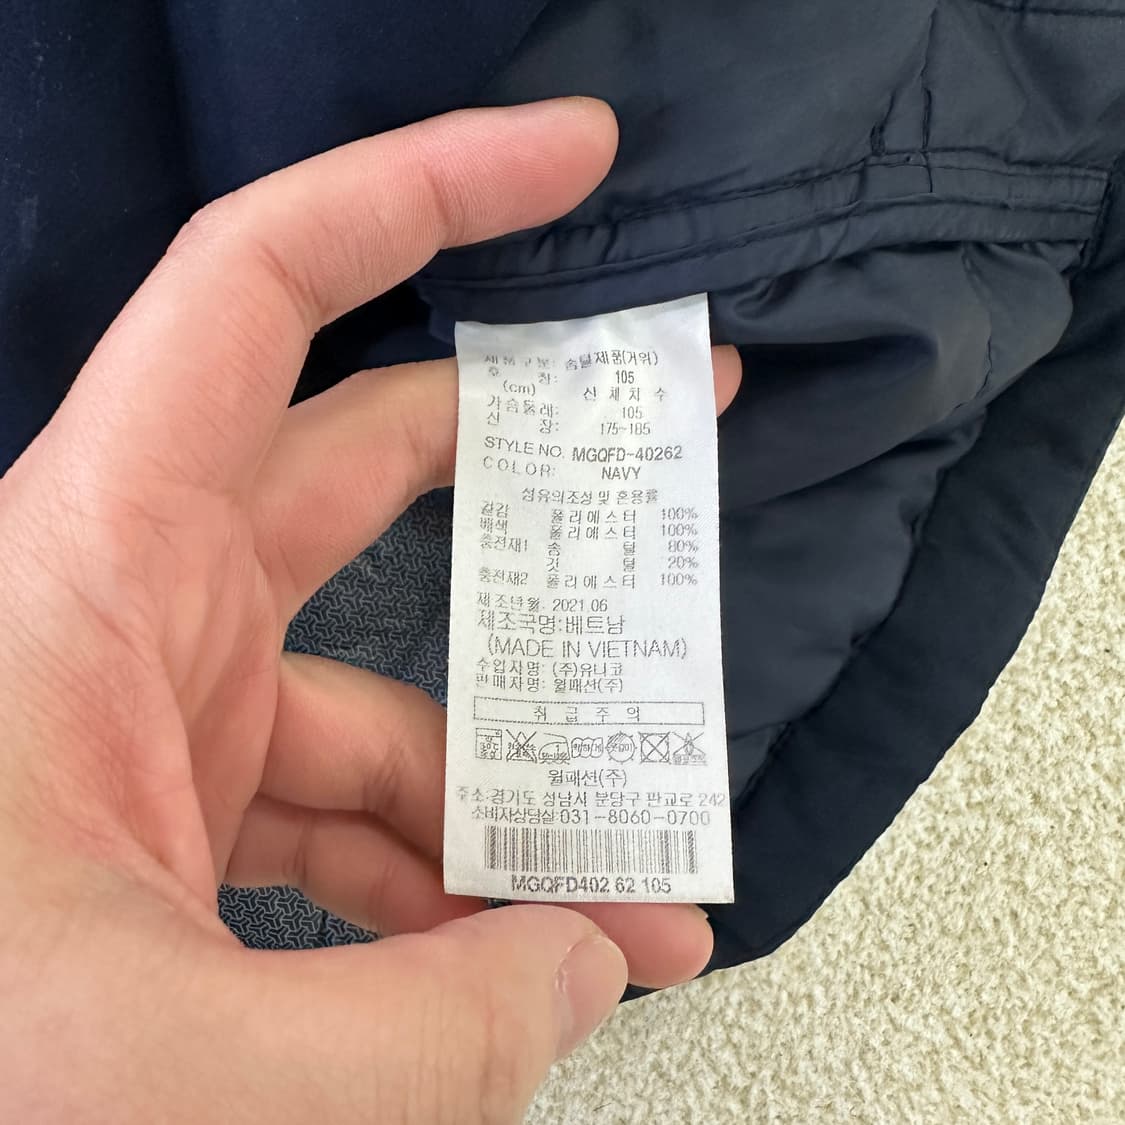 제품구분: 솜털제품(거위)
호 칭: 105
(cm) 신 체 치 수
가슴둘레: 105
신 장: 175~185
STYLE NO. MGQFD-40262
COLOR: NAVY
섬유의조성 및 혼용률
겉감 폴리에스터 100%
배색 폴리에스터 100%
충전재1 솜 털 80%
깃 털 20%
충전재2 폴리에스터 100%
제조년월. 2021.06
제조국명:베트남
(MADE IN VIETNAM)
수입자명: (주)유니코
판매자명: 월패션(주)
취 급 주 의
월패션(주)
주소:경기도 성남시 분당구 판교로 242
소비자상담실:031-8060-0700
MGQFD402 62 105